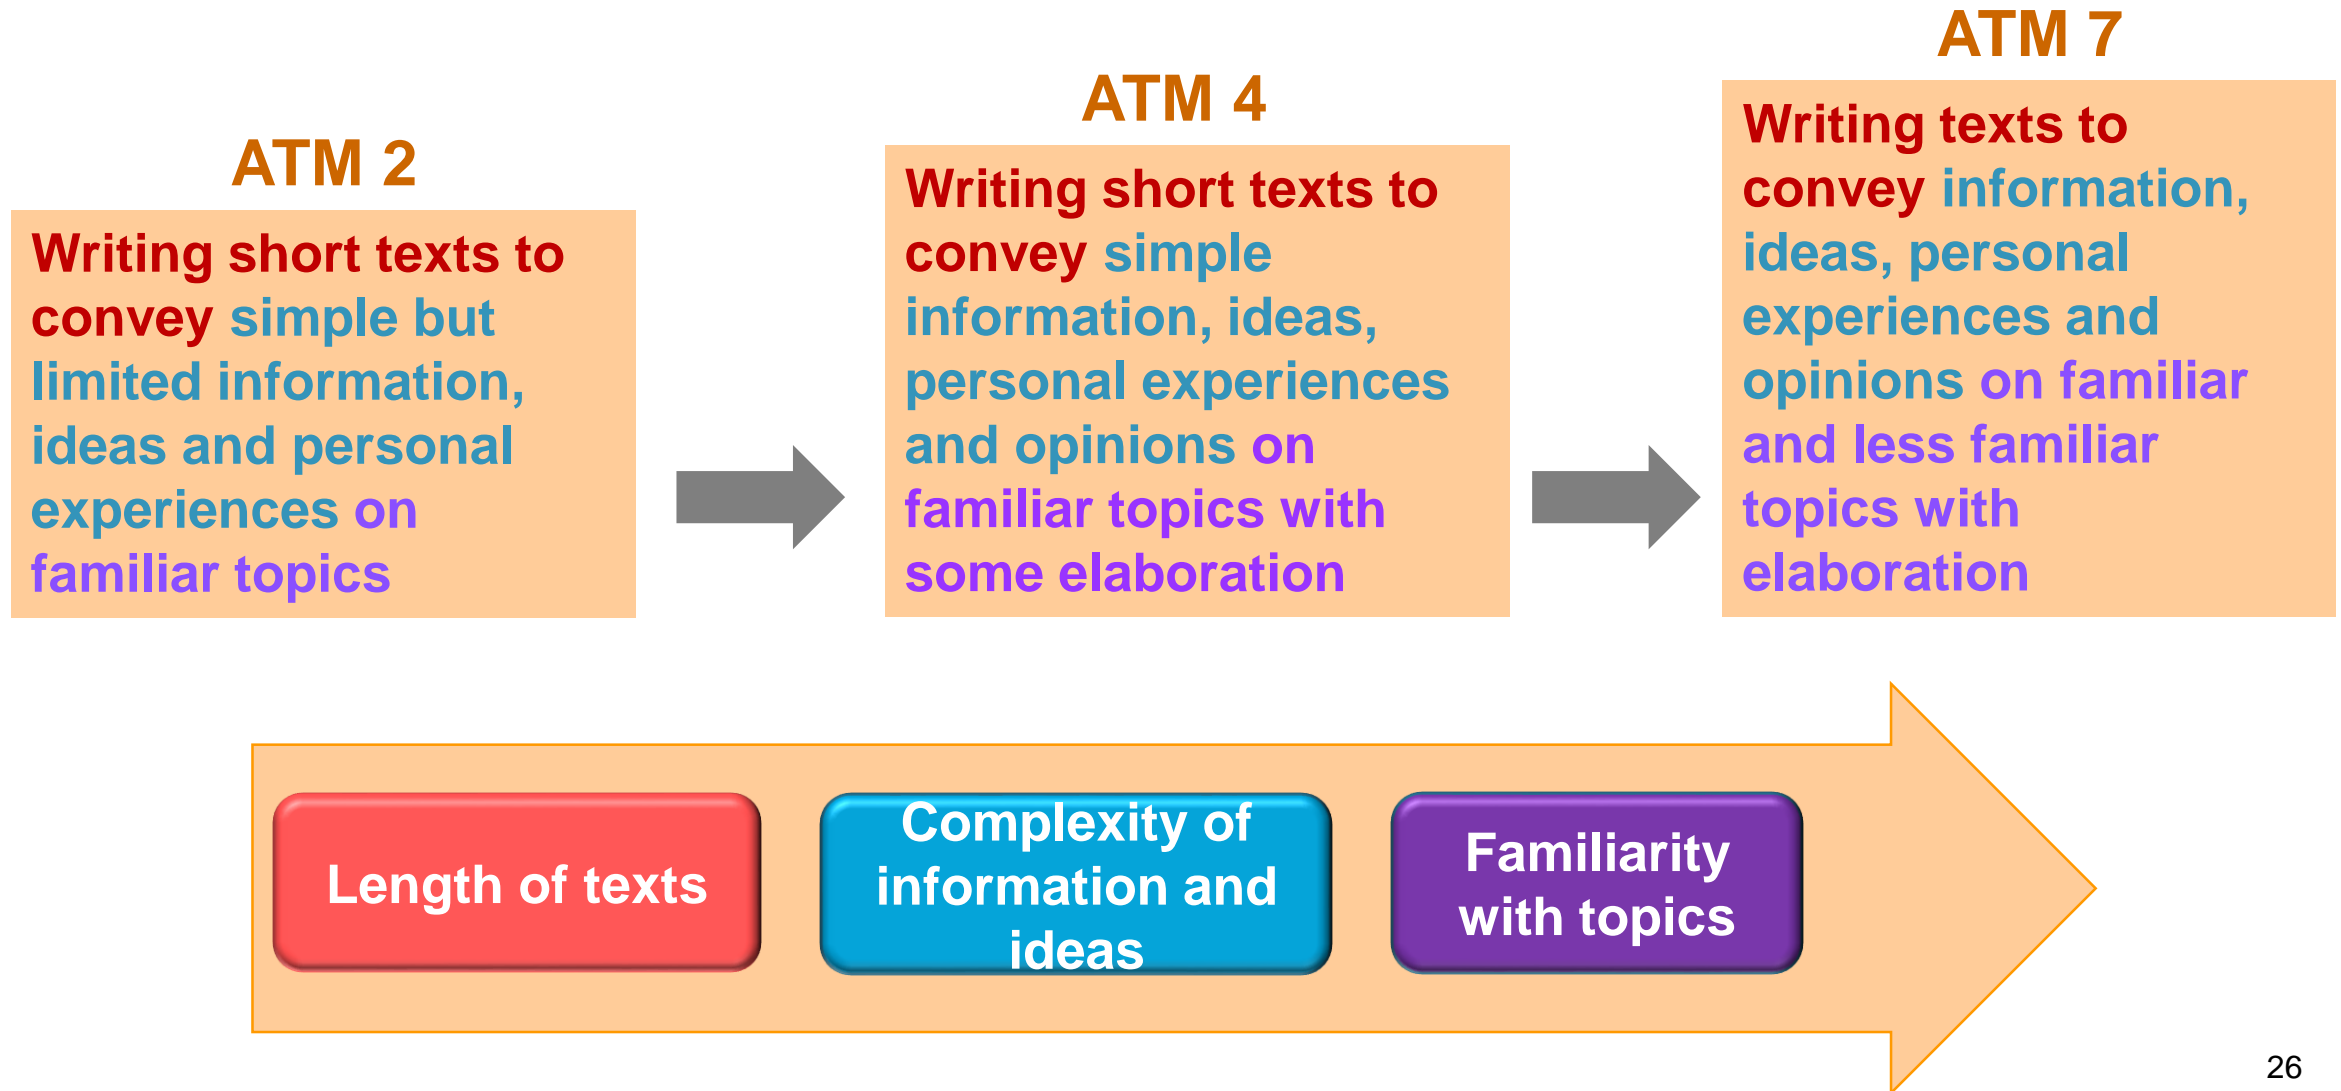 ATM 2
Writing short texts to
convey simple but
limited information,
ideas and personal
experiences on
familiar topics
ATM 4
Writing short texts to
convey simple
information, ideas,
personal experiences
and opinions on
familiar topics with
some elaboration
ATM 7
Writing texts to
convey information,
ideas, personal
experiences and
opinions on familiar
and less familiar
topics with
elaboration
Length of texts
Complexity of
information and
ideas
Familiarity
with topics
26